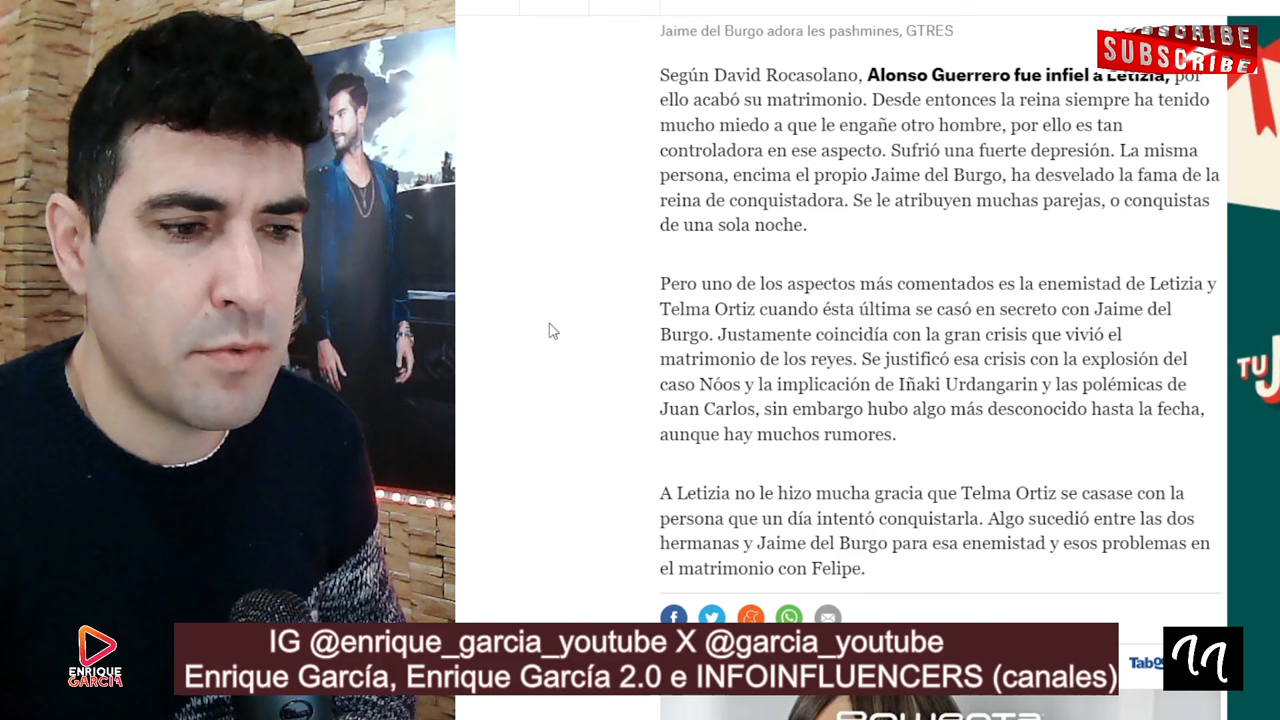 Jaime del Burgo adora les pashmines, GTRES
SUBSCRIBE
SUBSCRIBE
Según David Rocasolano, Alonso Guerrero fue infiel a Letizia, por
ello acabó su matrimonio. Desde entonces la reina siempre ha tenido
mucho miedo a que le engañe otro hombre, por ello es tan
controladora en ese aspecto. Sufrió una fuerte depresión. La misma
persona, encima el propio Jaime del Burgo, ha desvelado la fama de la
reina de conquistadora. Se le atribuyen muchas parejas, o conquistas
de una sola noche.
Pero uno de los aspectos más comentados es la enemistad de Letizia y
Telma Ortiz cuando ésta última se casó en secreto con Jaime del
Burgo. Justamente coincidía con la gran crisis que vivió el
matrimonio de los reyes. Se justificó esa crisis con la explosión del
caso Nóos y la implicación de Iñaki Urdangarin y las polémicas de
Juan Carlos, sin embargo hubo algo más desconocido hasta la fecha,
aunque hay muchos rumores.
TU
A Letizia no le hizo mucha gracia que Telma Ortiz se casase con la
persona que un día intentó conquistarla. Algo sucedió entre las dos
hermanas y Jaime del Burgo para esa enemistad y esos problemas en
el matrimonio con Felipe.
IG @enrique_garcia_youtube X @garcia_youtube
Enrique García, Enrique García 2.0 e INFOINFLUENCERS (canales)
ENRIQUE
GARCÍA